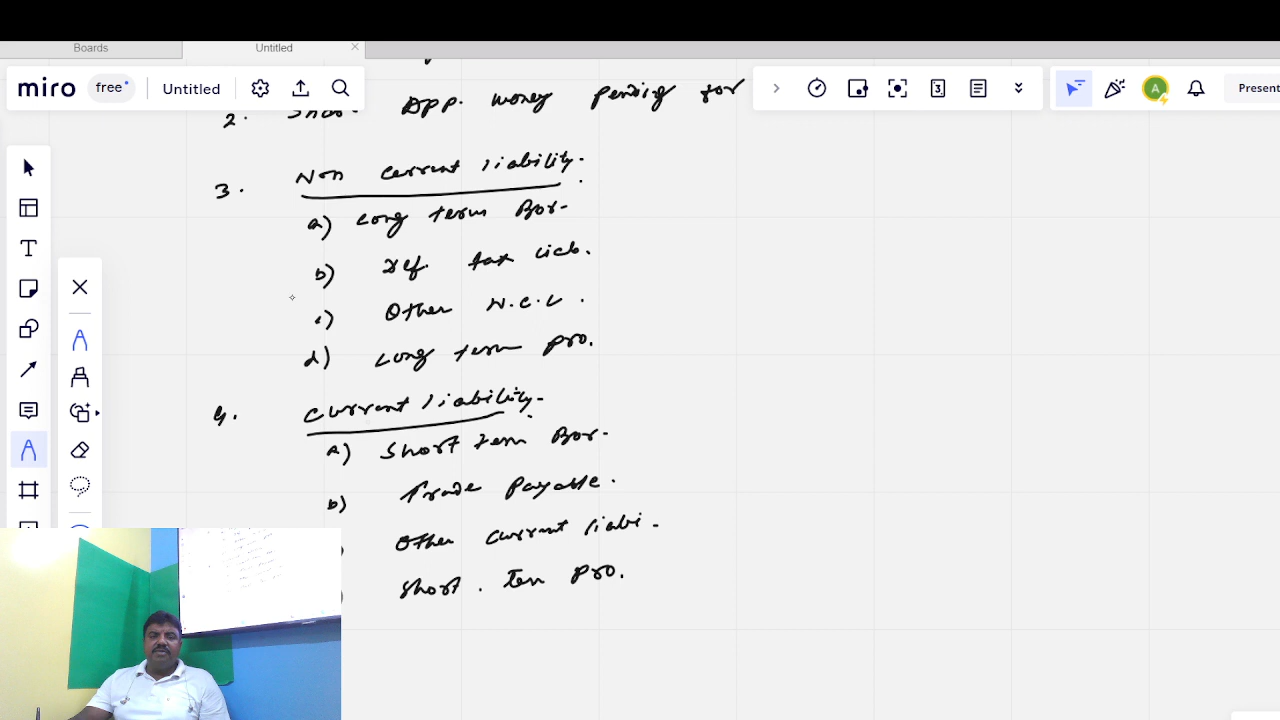 Boards Untitled
miro free Untitled 3 A Present
2. App. money pending for
3. Non current liability.
a) Long term Bor.
b) Def. tax liab.
c) Other N.C.L.
d) Long term pro.
4. Current liability.
a) Short term Bor.
b) Trade Payable.
Other current liabi.
Short. Ten pro.